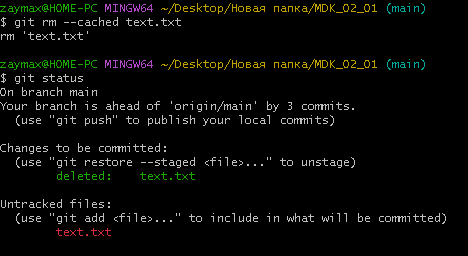 zaymax@HOME-PC MINGW64 ~/Desktop/Новая папка/MDK_02_01 (main)
$ git rm --cached text.txt
rm 'text.txt'
zaymax@HOME-PC MINGW64 ~/Desktop/Новая папка/MDK_02_01 (main)
$ git status
On branch main
Your branch is ahead of 'origin/main' by 3 commits.
  (use "git push" to publish your local commits)
Changes to be committed:
  (use "git restore --staged <file>..." to unstage)
        deleted:    text.txt
Untracked files:
  (use "git add <file>..." to include in what will be committed)
        text.txt